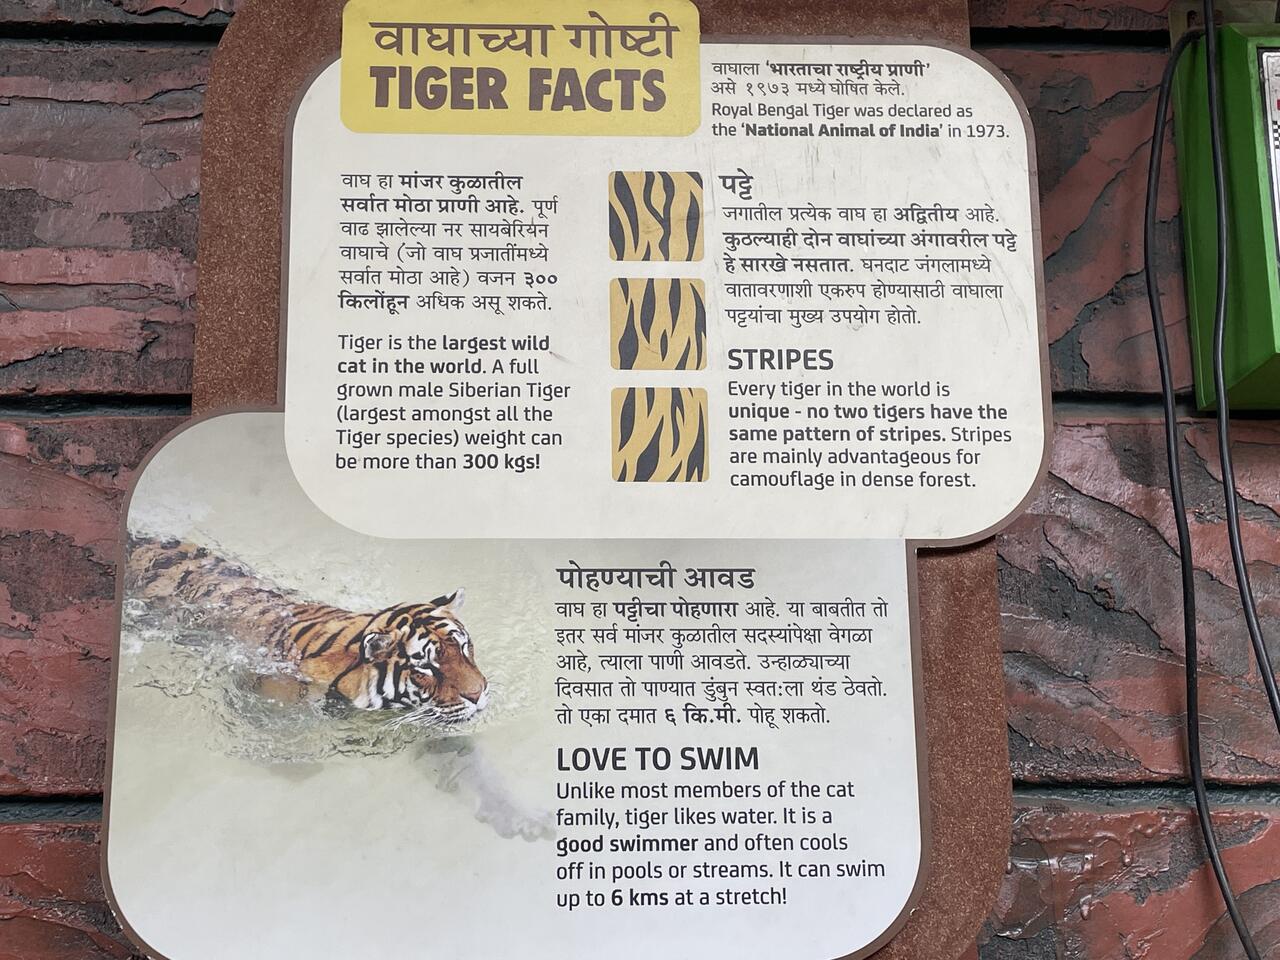 वाघाच्या गोष्टी
TIGER FACTS
वाघाला ‘भारताचा राष्ट्रीय प्राणी’
असे १९७३ मध्ये घोषित केले.
Royal Bengal Tiger was declared as
the ‘National Animal of India’ in 1973.
वाघ हा मांजर कुळातील
सर्वात मोठा प्राणी आहे. पूर्ण
वाढ झालेल्या नर सायबेरियन
वाघाचे (जो वाघ प्रजातींमध्ये
सर्वात मोठा आहे) वजन ३००
किलोंहून अधिक असू शकते.
Tiger is the largest wild
cat in the world. A full
grown male Siberian Tiger
(largest amongst all the
Tiger species) weight can
be more than 300 kgs!
पट्टे
जगातील प्रत्येक वाघ हा अद्वितीय आहे.
कुठल्याही दोन वाघांच्या अंगावरील पट्टे
हे सारखे नसतात. घनदाट जंगलामध्ये
वातावरणाशी एकरुप होण्यासाठी वाघाला
पट्टयांचा मुख्य उपयोग होतो.
STRIPES
Every tiger in the world is
unique - no two tigers have the
same pattern of stripes. Stripes
are mainly advantageous for
camouflage in dense forest.
पोहण्याची आवड
वाघ हा पट्टीचा पोहणारा आहे. या बाबतीत तो
इतर सर्व मांजर कुळातील सदस्यांपेक्षा वेगळा
आहे, त्याला पाणी आवडते. उन्हाळ्याच्या
दिवसात तो पाण्यात डुंबुन स्वत:ला थंड ठेवतो.
तो एका दमात ६ कि.मी. पोहू शकतो.
LOVE TO SWIM
Unlike most members of the cat
family, tiger likes water. It is a
good swimmer and often cools
off in pools or streams. It can swim
up to 6 kms at a stretch!